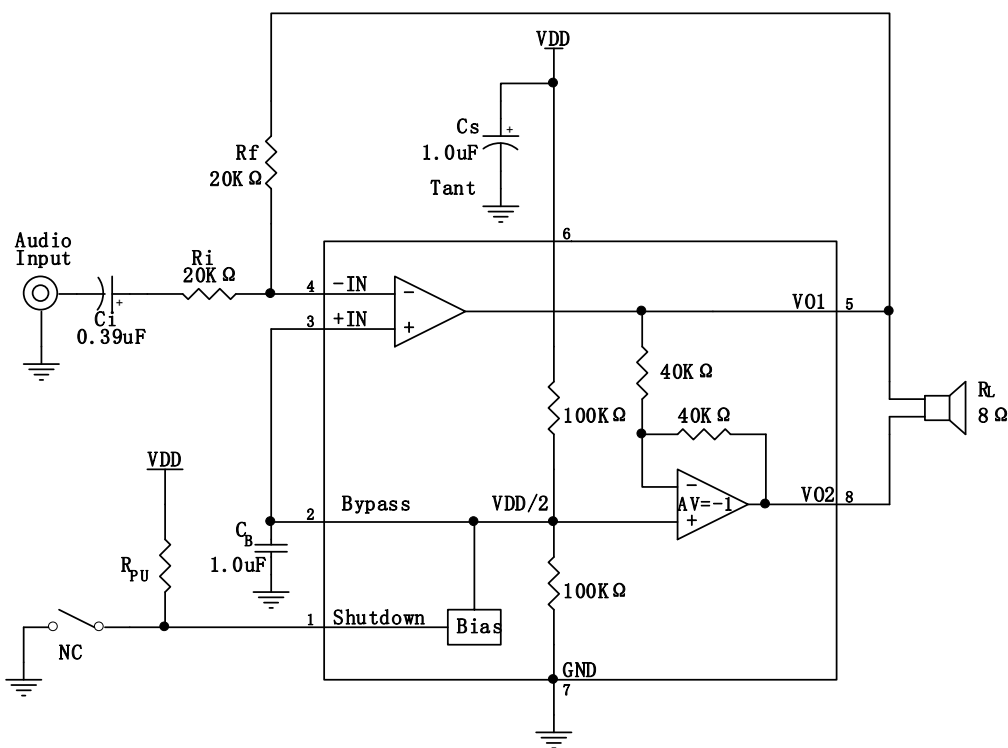 VDD
Cs
+
1.0uF
Tant
Rf
20KΩ
6
Audio
Input
Ri
20KΩ
4
-IN
−
VO1
5
+
Ci
0.39uF
3
+IN
+
40KΩ
RL
8Ω
100KΩ
40KΩ
VDD
2
Bypass
VDD/2
−
AV=-1
+
VO2
8
CB
1.0uF
RPU
100KΩ
1
Shutdown
Bias
NC
GND
7